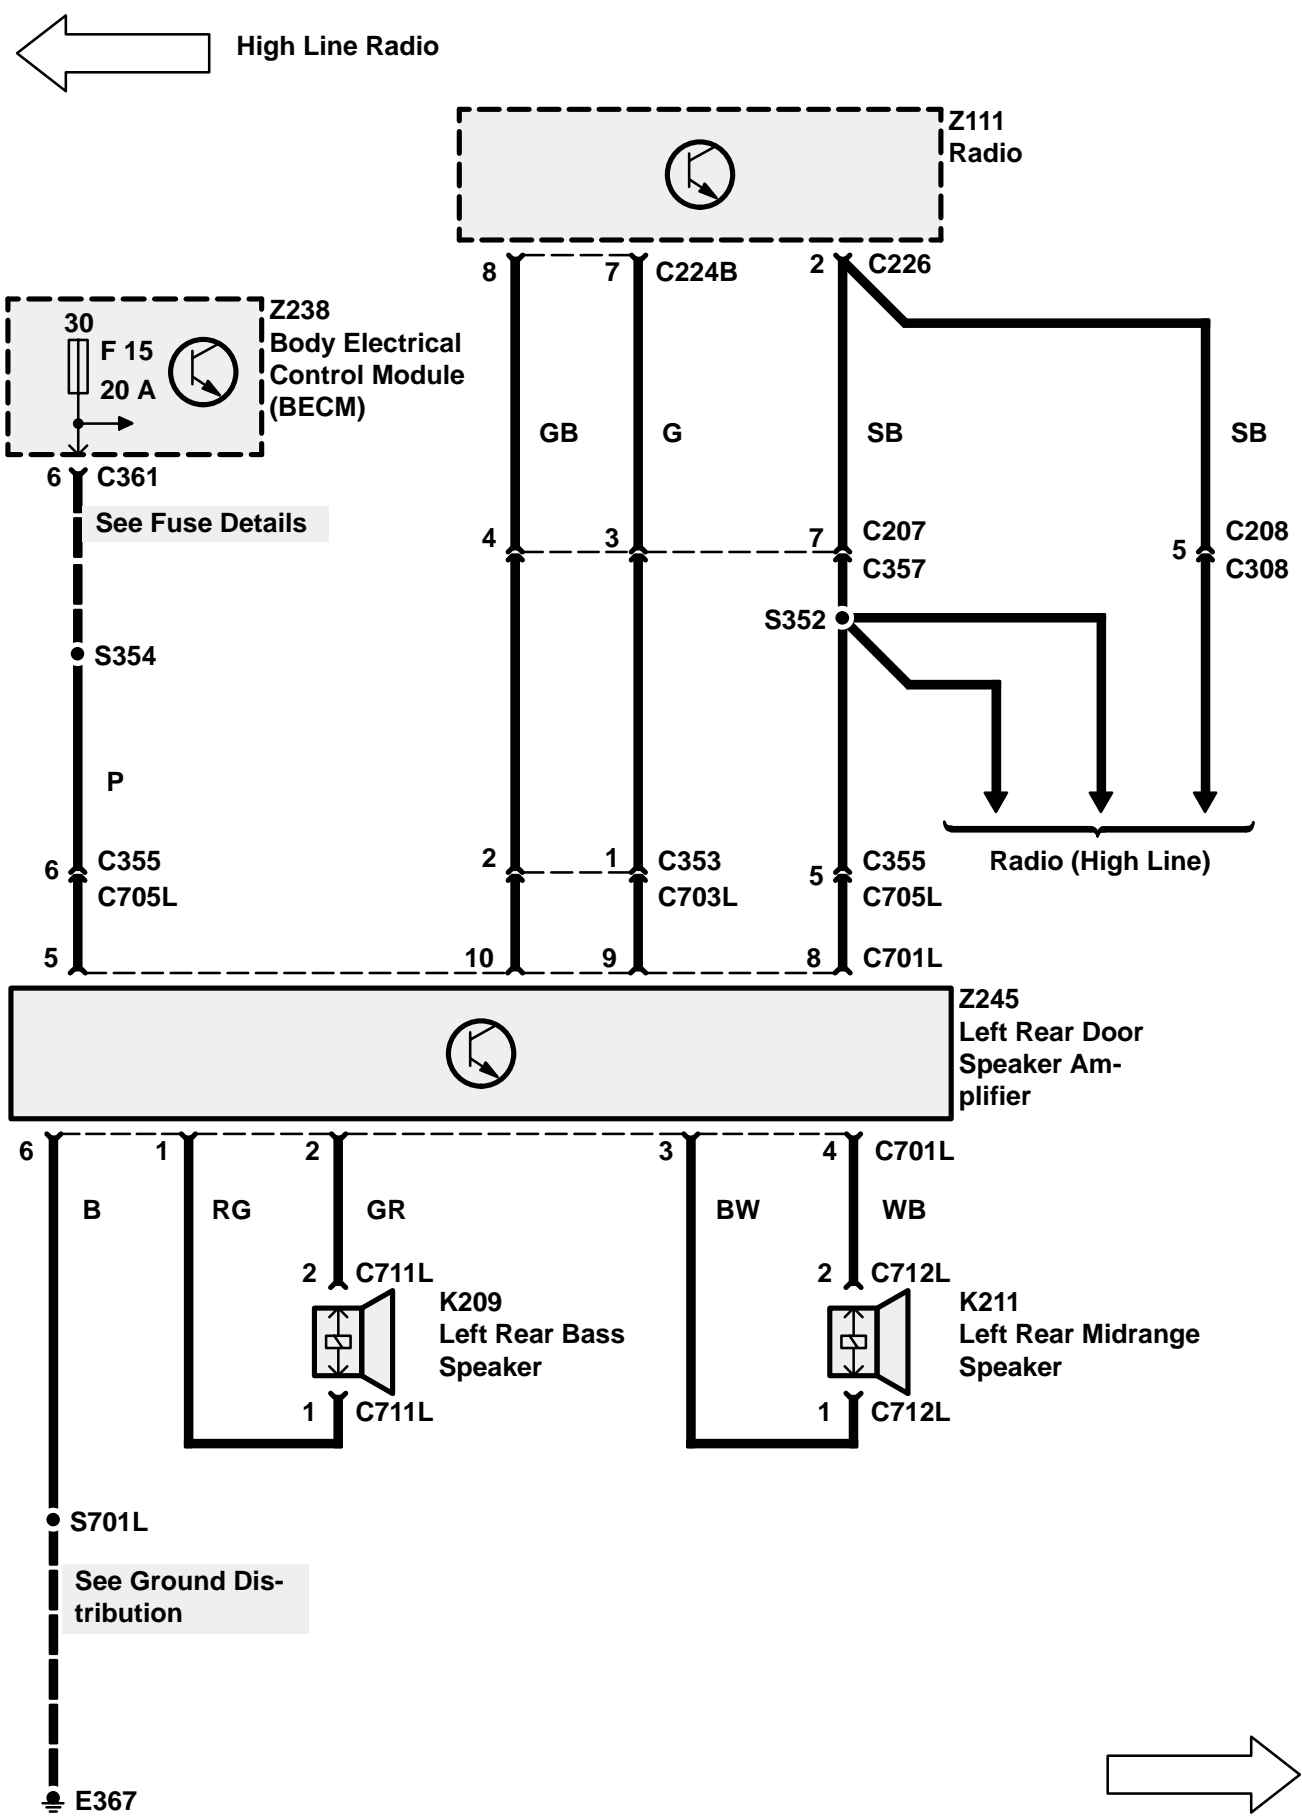 High Line Radio
Z111
Radio
8
7
C224B
2
C226
Z238
Body Electrical
Control Module
(BECM)
30
F 15
20 A
6
C361
See Fuse Details
GB
G
SB
SB
4
3
7
C207
C357
5
C208
C308
S352
S354
P
Radio (High Line)
6
C355
C705L
2
1
C353
C703L
5
C355
C705L
5
10
9
8
C701L
Z245
Left Rear Door
Speaker Am-
plifier
6
1
2
3
4
C701L
B
RG
GR
BW
WB
2
C711L
K209
Left Rear Bass
Speaker
1
C711L
2
C712L
K211
Left Rear Midrange
Speaker
1
C712L
S701L
See Ground Dis-
tribution
E367